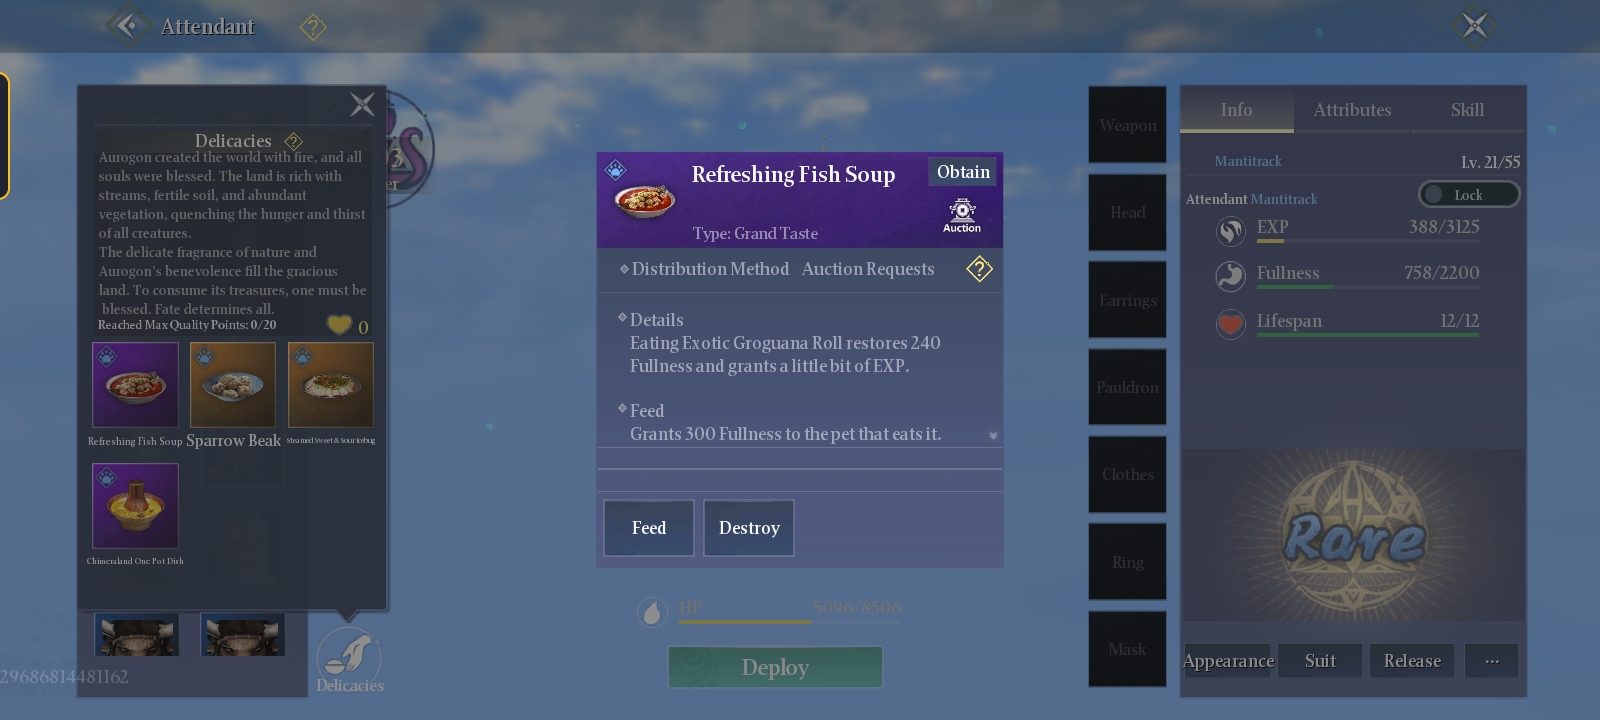 Attendant
Delicacies
Aurogon created the world with fire, and all
souls were blessed. The land is rich with
streams, fertile soil, and abundant
vegetation, quenching the hunger and thirst
of all creatures.
The delicate fragrance of nature and
Aurogon's benevolence fill the gracious
land. To consume its treasures, one must be
blessed. Fate determines all.
Reached Max Quality Points: 0/20
0
Refreshing Fish Soup
Sparrow Beak
Steamed Sweet & Sour Icebug
Chimeraland One Pot Dish
29686814481162
Delicacies
Refreshing Fish Soup
Obtain
Type: Grand Taste
Auction
Distribution Method Auction Requests
?
Details
Eating Exotic Groguana Roll restores 240
Fullness and grants a little bit of EXP.
Feed
Grants 300 Fullness to the pet that eats it.
Feed
Destroy
HP 5096/8506
Deploy
Weapon
Head
Earrings
Pauldron
Clothes
Ring
Mask
Info
Attributes
Skill
Mantitrack
Lv. 21/55
Attendant Mantitrack
Lock
EXP 388/3125
Fullness 758/2200
Lifespan 12/12
Rare
Appearance
Suit
Release
...